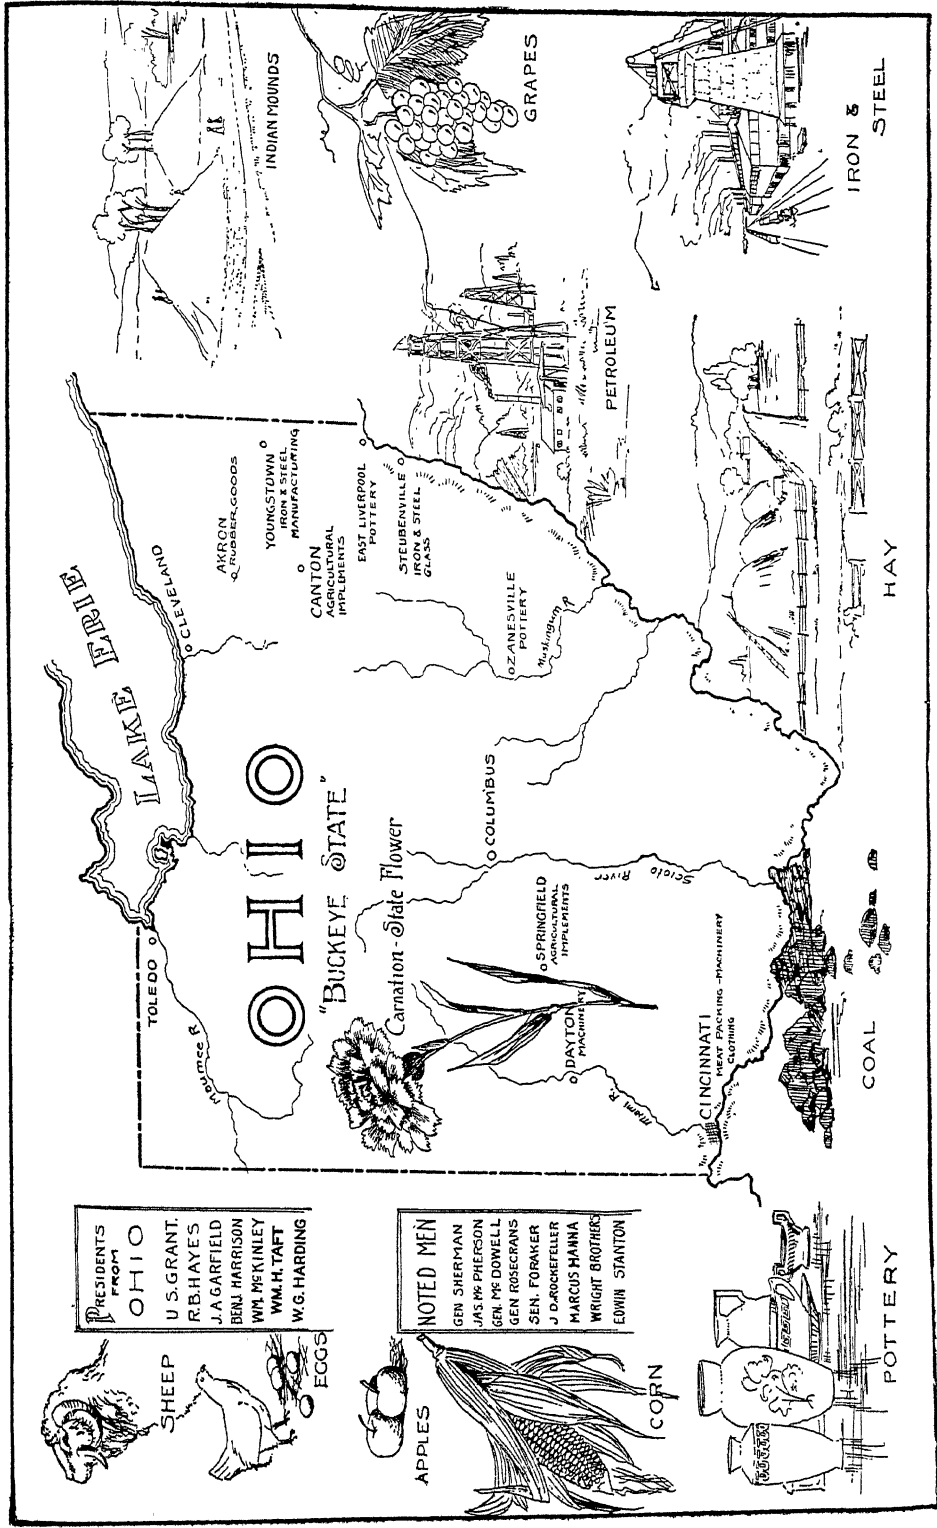 PRESIDENTS
FROM
OHIO
U S. GRANT.
R.B. HAYES
J. A GARFIELD
BENJ. HARRISON
WM. McKINLEY
WM. H. TAFT
W. G. HARDING
SHEEP
EGGS
APPLES
CORN
POTTERY
NOTED MEN
GEN SHERMAN
JAS. McPHERSON
GEN. McDOWELL
GEN ROSECRANS
SEN. FORAKER
J D. ROCKEFELLER
MARCUS HANNA
WRIGHT BROTHERS
EDWIN STANTON
LAKE ERIE
TOLEDO
Maumee R
CLEVELAND
AKRON
RUBBER GOODS
YOUNGSTOWN
IRON & STEEL
MANUFACTURING
CANTON
AGRICULTURAL
IMPLEMENTS
EAST LIVERPOOL
POTTERY
STEUBENVILLE
IRON & STEEL
GLASS
OHIO
"BUCKEYE STATE"
Carnation - State Flower
COLUMBUS
ZANESVILLE
POTTERY
Muskingum R
SPRINGFIELD
AGRICULTURAL
IMPLEMENTS
Scioto
River
DAYTON
MACHINERY
Miami R.
CINCINNATI
MEAT PACKING - MACHINERY
CLOTHING
INDIAN MOUNDS
GRAPES
PETROLEUM
IRON &
STEEL
COAL
HAY